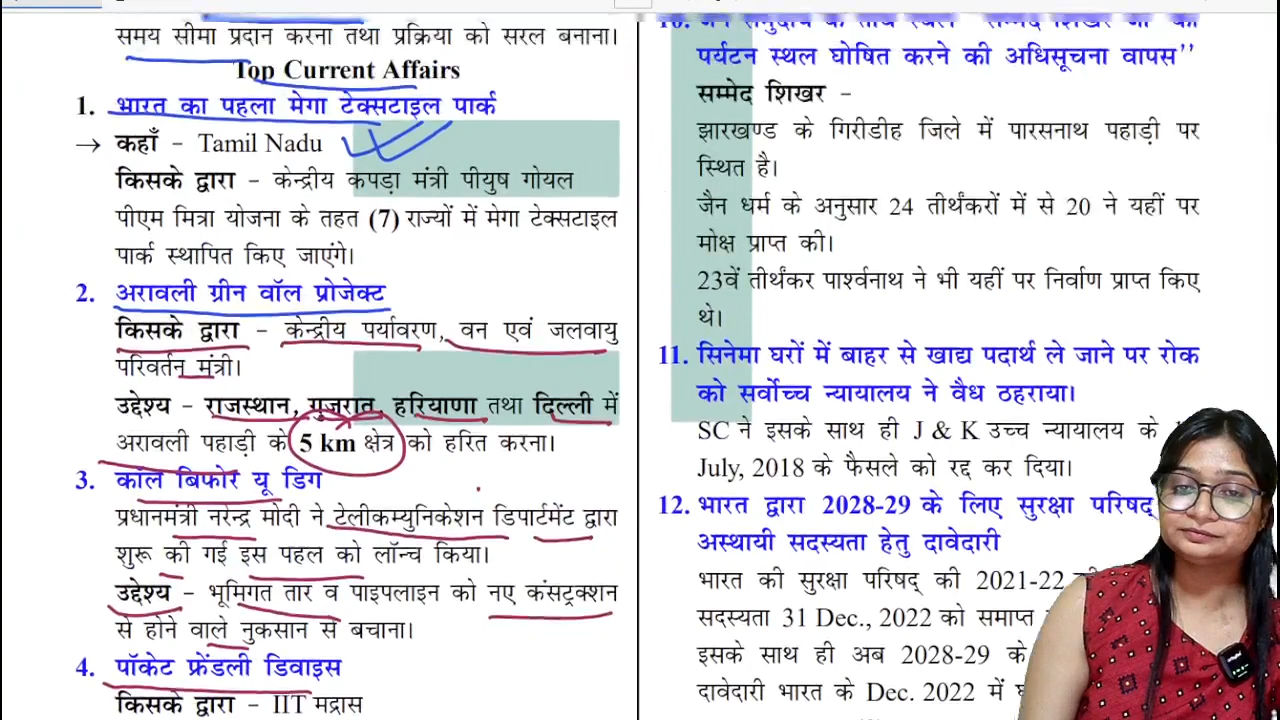 समय सीमा प्रदान करना तथा प्रक्रिया को सरल बनाना।
Top Current Affairs
1. भारत का पहला मेगा टेक्सटाइल पार्क
→ कहाँ - Tamil Nadu
किसके द्वारा - केन्द्रीय कपड़ा मंत्री पीयुष गोयल
पीएम मित्रा योजना के तहत (7) राज्यों में मेगा टेक्सटाइल
पार्क स्थापित किए जाएंगे।
2. अरावली ग्रीन वॉल प्रोजेक्ट
किसके द्वारा - केन्द्रीय पर्यावरण, वन एवं जलवायु
परिवर्तन मंत्री।
उद्देश्य - राजस्थान, गुजरात, हरियाणा तथा दिल्ली में
अरावली पहाड़ी के 5 km क्षेत्र को हरित करना।
3. कॉल बिफोर यू डिग
प्रधानमंत्री नरेन्द्र मोदी ने टेलीकम्युनिकेशन डिपार्टमेंट द्वारा
शुरू की गई इस पहल को लॉन्च किया।
उद्देश्य - भूमिगत तार व पाइपलाइन को नए कंसट्रक्शन
से होने वाले नुकसान से बचाना।
4. पॉकेट फ्रेंडली डिवाइस
किसके द्वारा - IIT मद्रास
10. जैन समुदाय के तीर्थ स्थल "सम्मेद शिखर जी को
पर्यटन स्थल घोषित करने की अधिसूचना वापस"
सम्मेद शिखर -
झारखण्ड के गिरीडीह जिले में पारसनाथ पहाड़ी पर
स्थित है।
जैन धर्म के अनुसार 24 तीर्थंकरों में से 20 ने यहीं पर
मोक्ष प्राप्त की।
23वें तीर्थंकर पार्श्वनाथ ने भी यहीं पर निर्वाण प्राप्त किए
थे।
11. सिनेमा घरों में बाहर से खाद्य पदार्थ ले जाने पर रोक
को सर्वोच्च न्यायालय ने वैध ठहराया।
SC ने इसके साथ ही J & K उच्च न्यायालय के
July, 2018 के फैसले को रद्द कर दिया।
12. भारत द्वारा 2028-29 के लिए सुरक्षा परिषद्
अस्थायी सदस्यता हेतु दावेदारी
भारत की सुरक्षा परिषद् की 2021-22
सदस्यता 31 Dec., 2022 को समाप्त
इसके साथ ही अब 2028-29 के
दावेदारी भारत के Dec. 2022 में